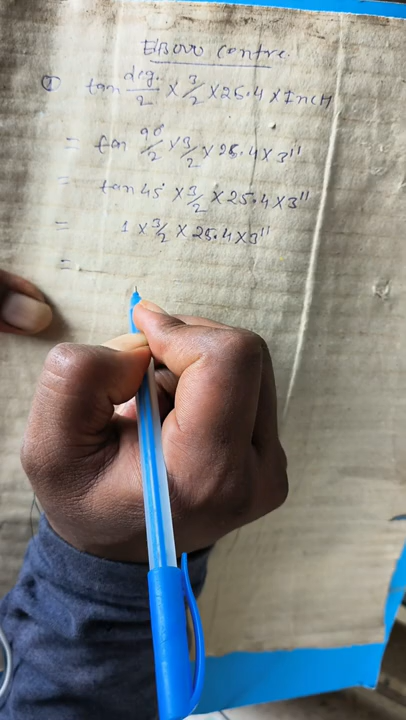 Elbow centre.
① tan deg./2 × 3/2 × 25.4 × Inch
= tan 90°/2 × 3/2 × 25.4 × 3"
= tan 45° × 3/2 × 25.4 × 3"
= 1 × 3/2 × 25.4 × 3"
=